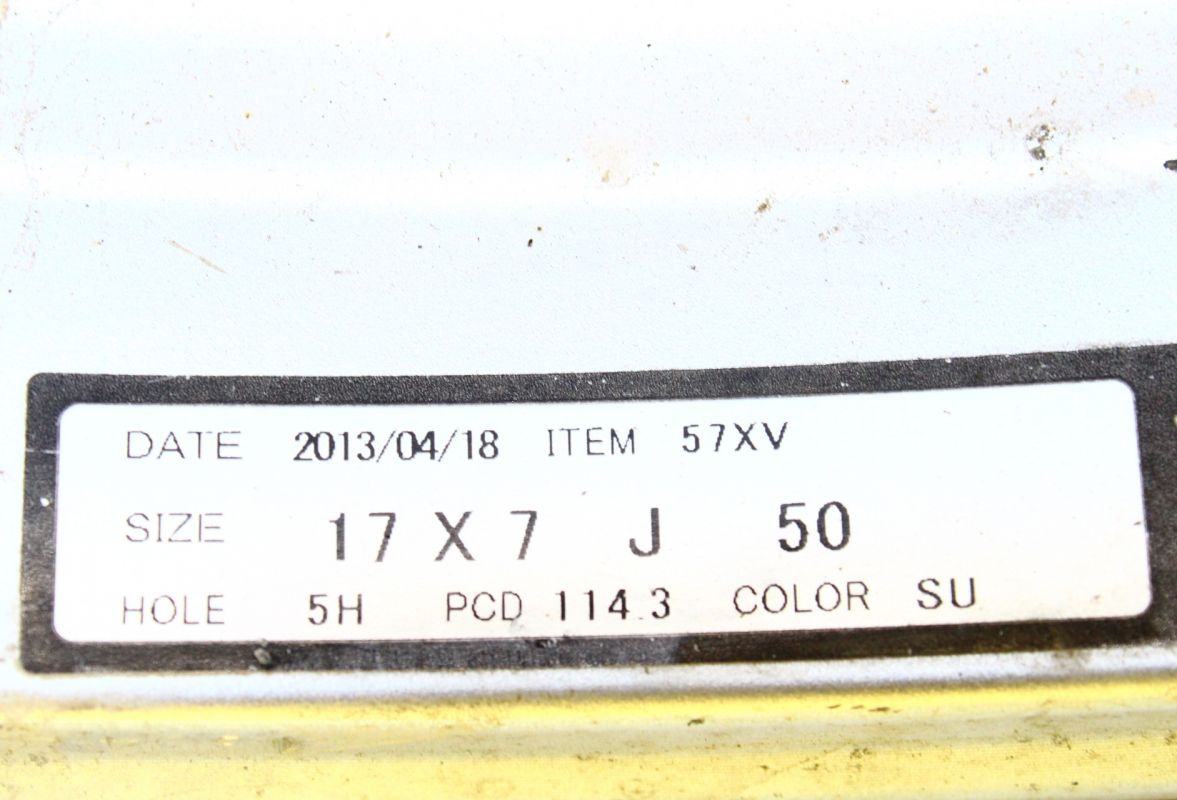 DATE 2013/04/18 ITEM 57XV
SIZE 17 X 7 J 50
HOLE 5H PCD 114.3 COLOR SU